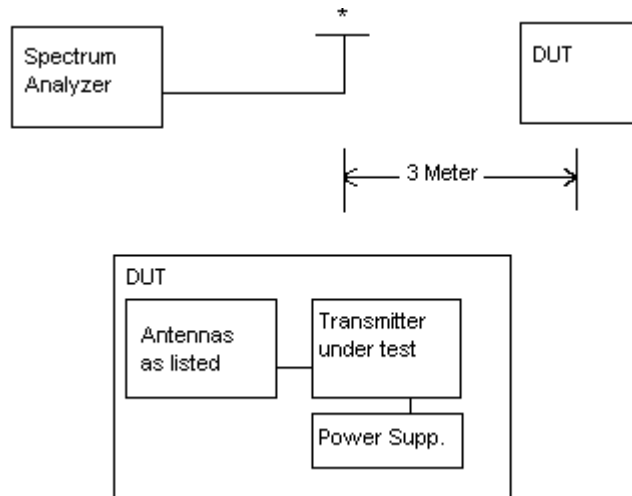 *
Spectrum
Analyzer
DUT
3 Meter
DUT
Antennas
as listed
Transmitter
under test
Power Supp.